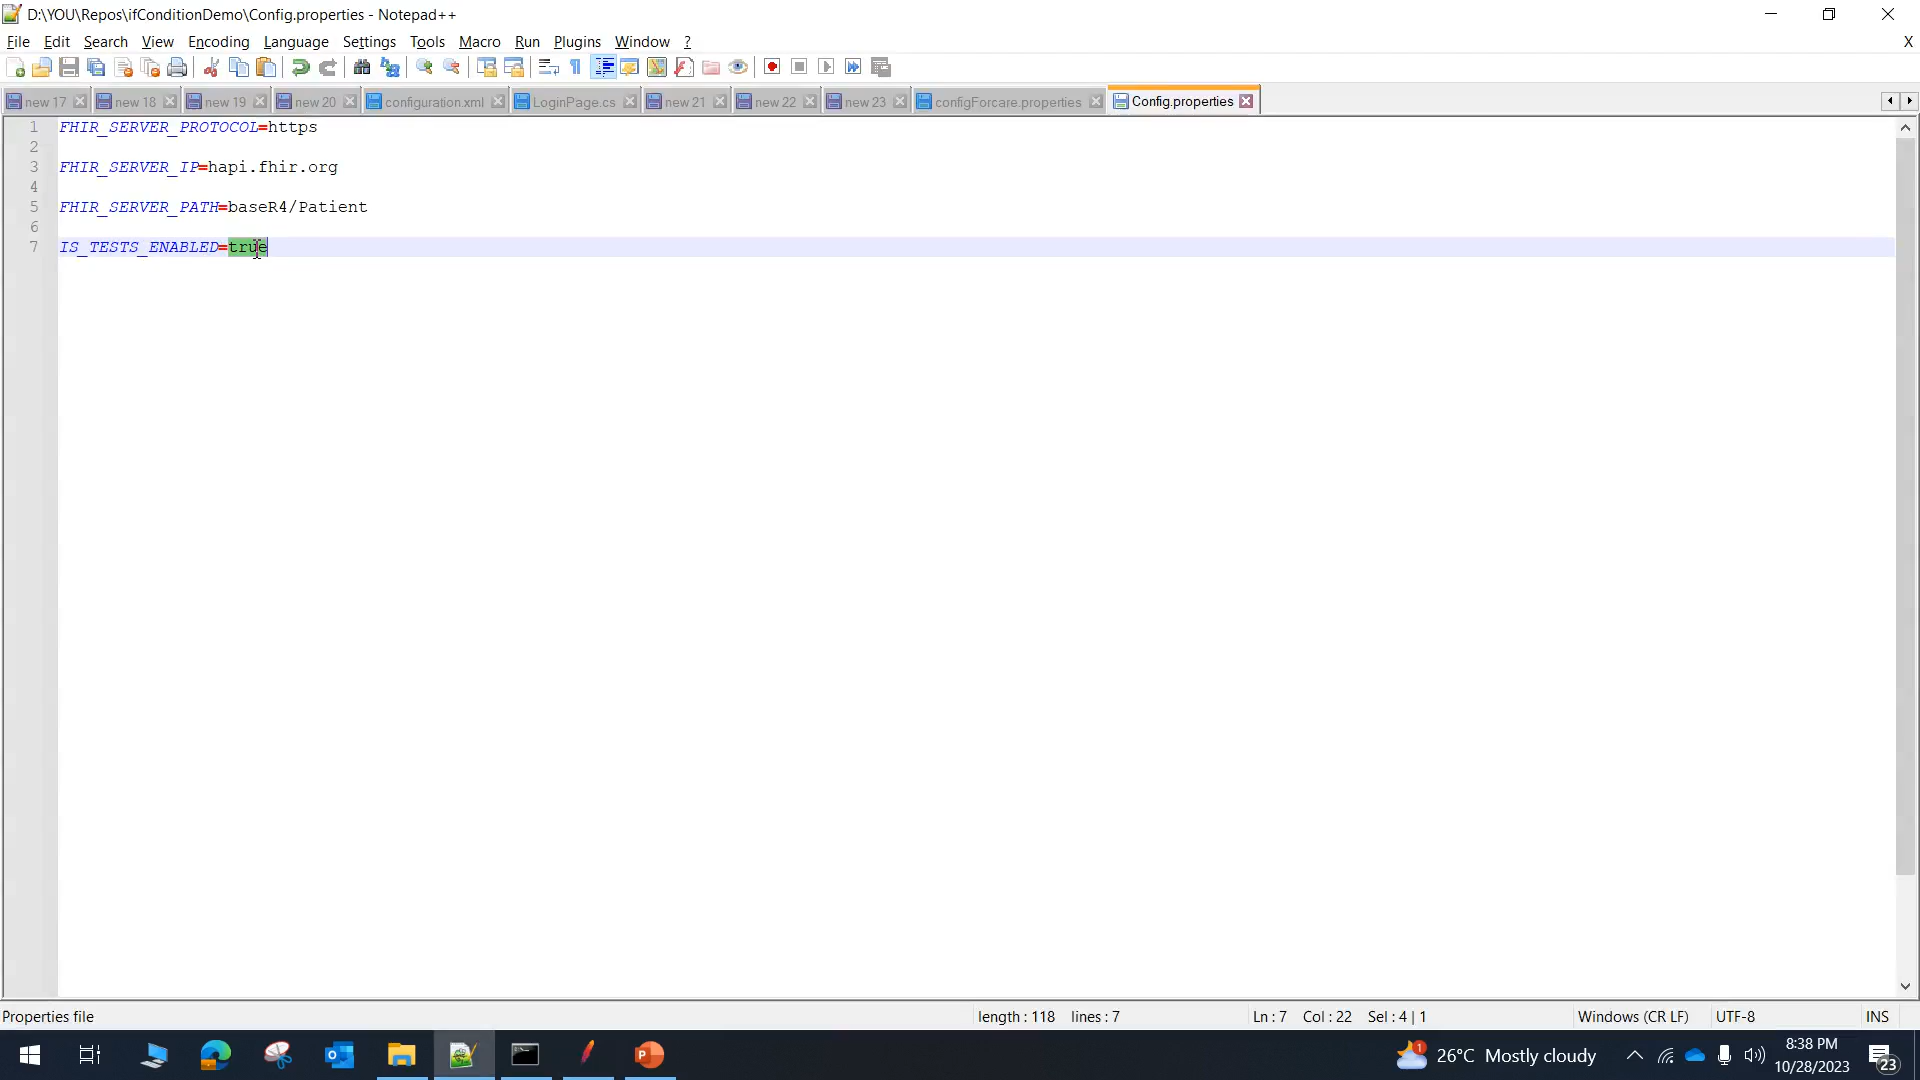 D:\YOU\Repos\ifConditionDemo\Config.properties - Notepad++
File Edit Search View Encoding Language Settings Tools Macro Run Plugins Window ? X
new 17 new 18 new 19 new 20 configuration.xml LoginPage.cs new 21 new 22 new 23 configForcare.properties Config.properties
1 FHIR_SERVER_PROTOCOL=https
2
3 FHIR_SERVER_IP=hapi.fhir.org
4
5 FHIR_SERVER_PATH=baseR4/Patient
6
7 IS_TESTS_ENABLED=true
Properties file length : 118 lines : 7 Ln : 7 Col : 22 Sel : 4 | 1 Windows (CR LF) UTF-8 INS
1 26°C Mostly cloudy 8:38 PM
10/28/2023 23